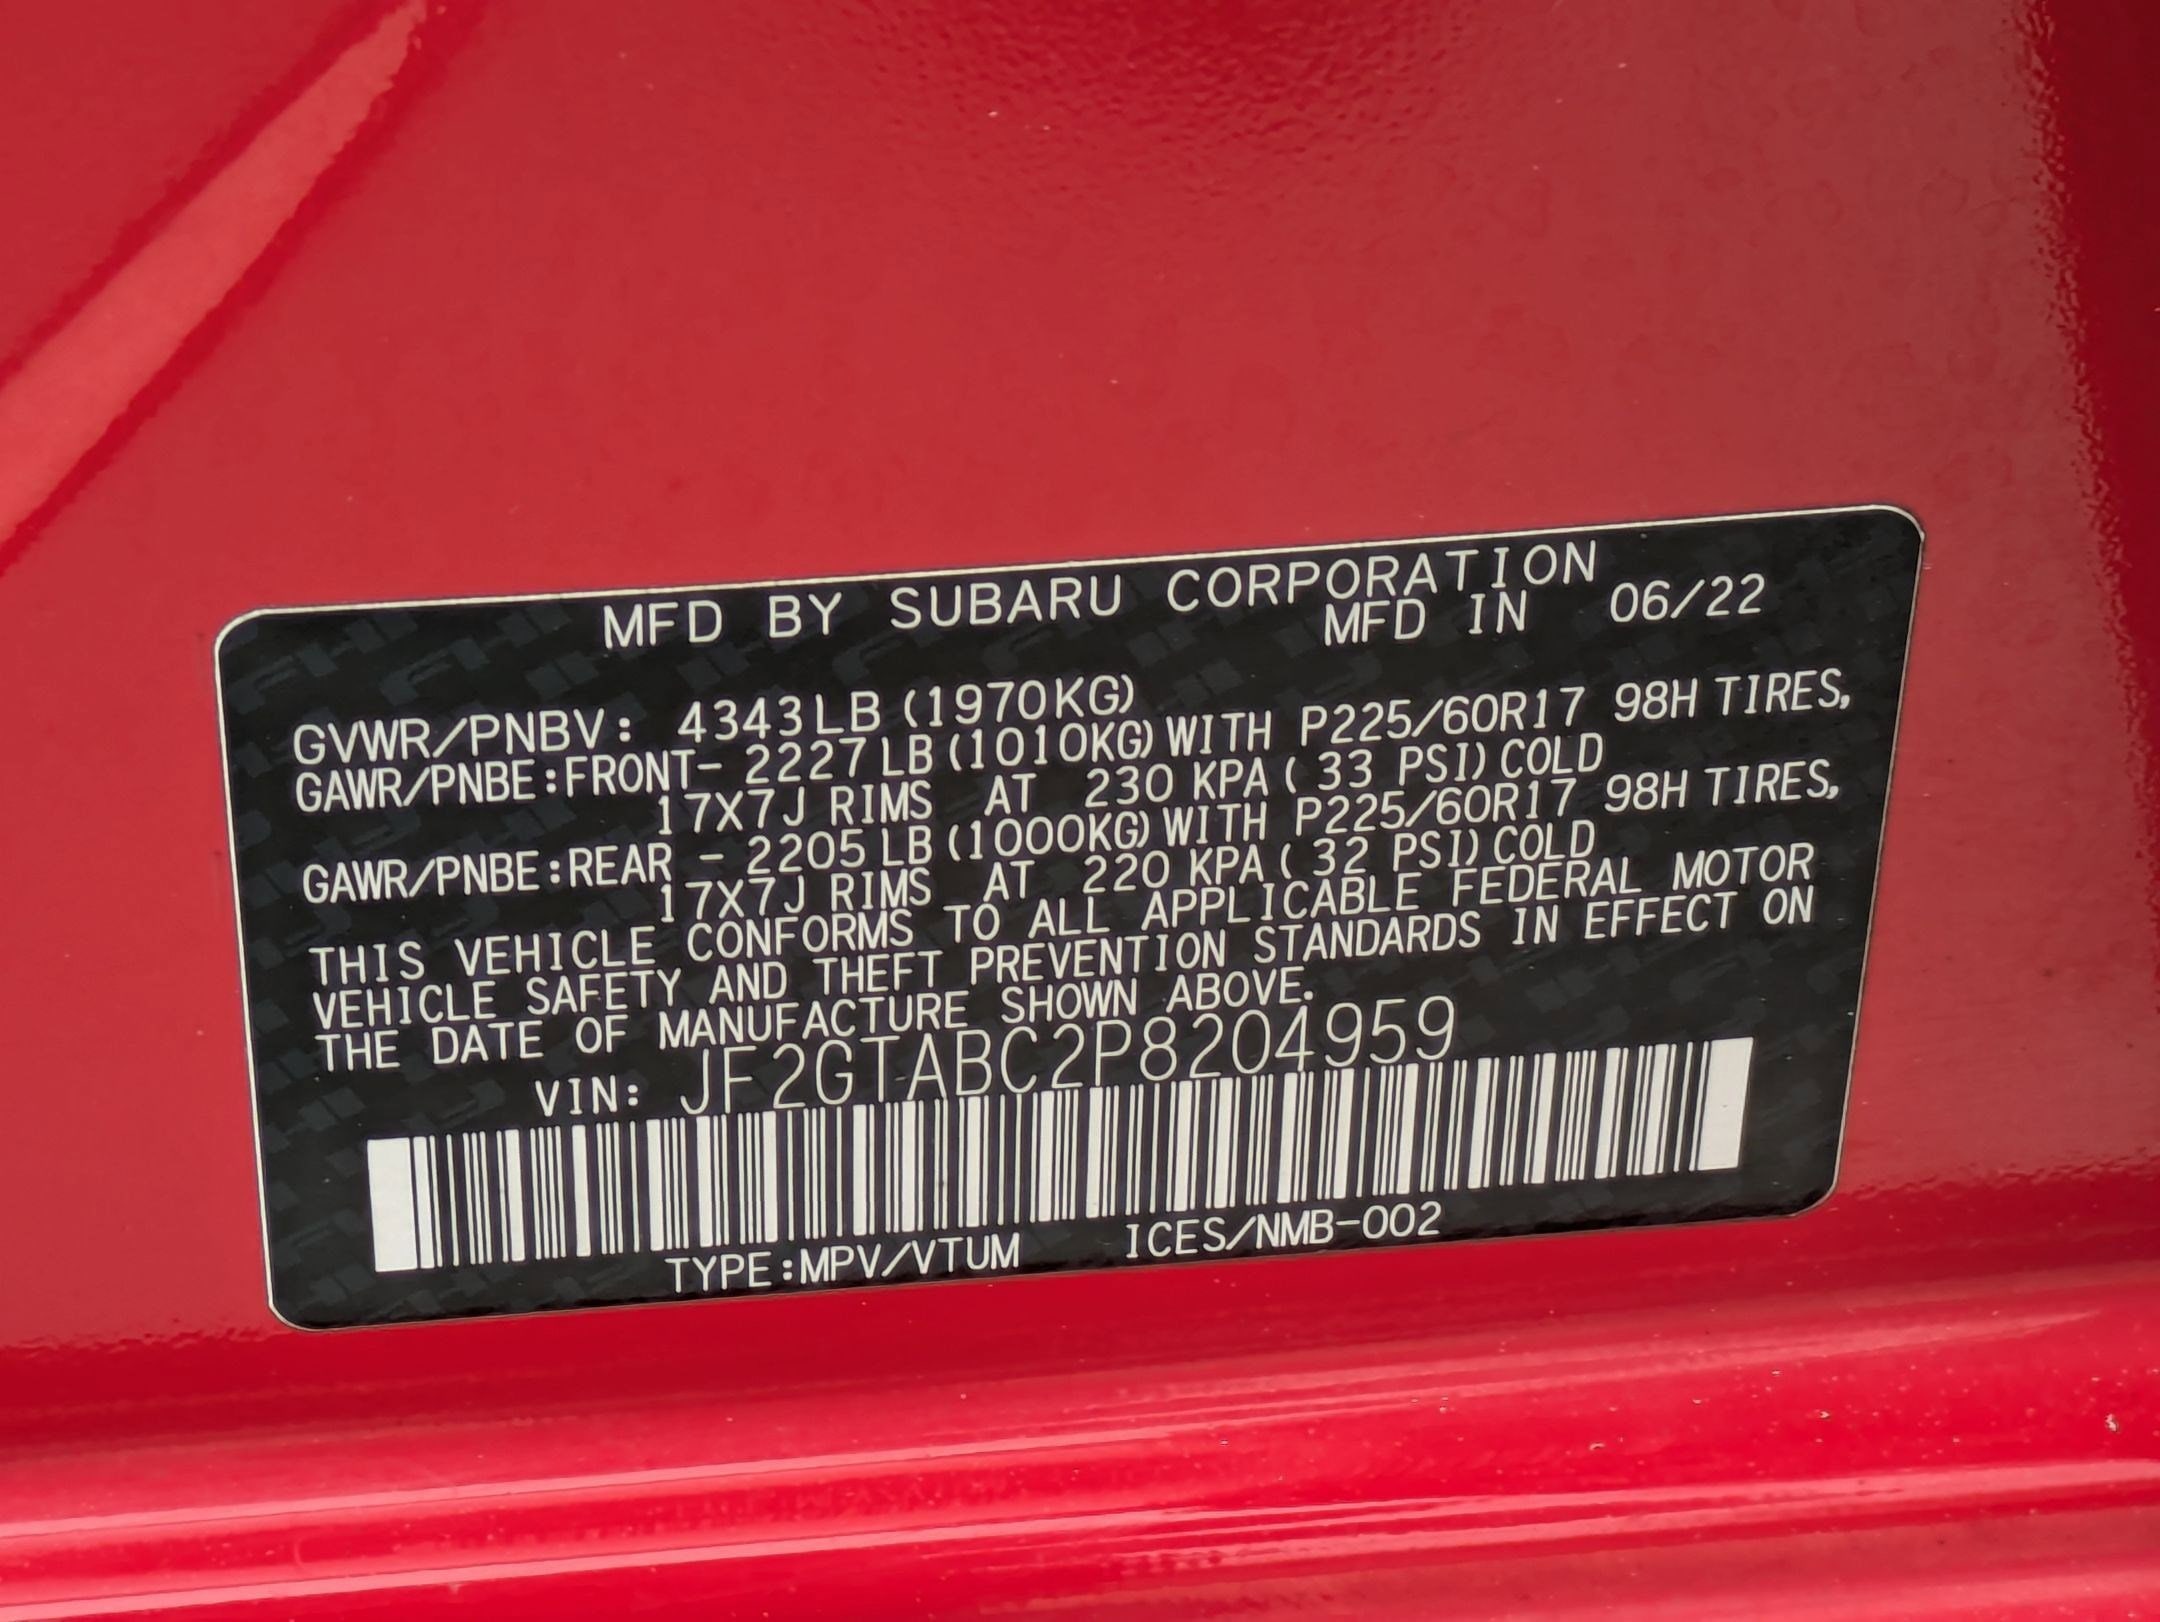 MFD BY SUBARU CORPORATION
MFD IN 06/22
GVWR/PNBV: 4343LB (1970KG)
GAWR/PNBE:FRONT- 2227LB (1010KG) WITH P225/60R17 98H TIRES,
17X7J RIMS AT 230 KPA ( 33 PSI) COLD
GAWR/PNBE:REAR - 2205LB (1000KG) WITH P225/60R17 98H TIRES,
17X7J RIMS AT 220 KPA ( 32 PSI) COLD
THIS VEHICLE CONFORMS TO ALL APPLICABLE FEDERAL MOTOR
VEHICLE SAFETY AND THEFT PREVENTION STANDARDS IN EFFECT ON
THE DATE OF MANUFACTURE SHOWN ABOVE.
VIN: JF2GTABC2P8204959
TYPE:MPV/VTUM ICES/NMB-002